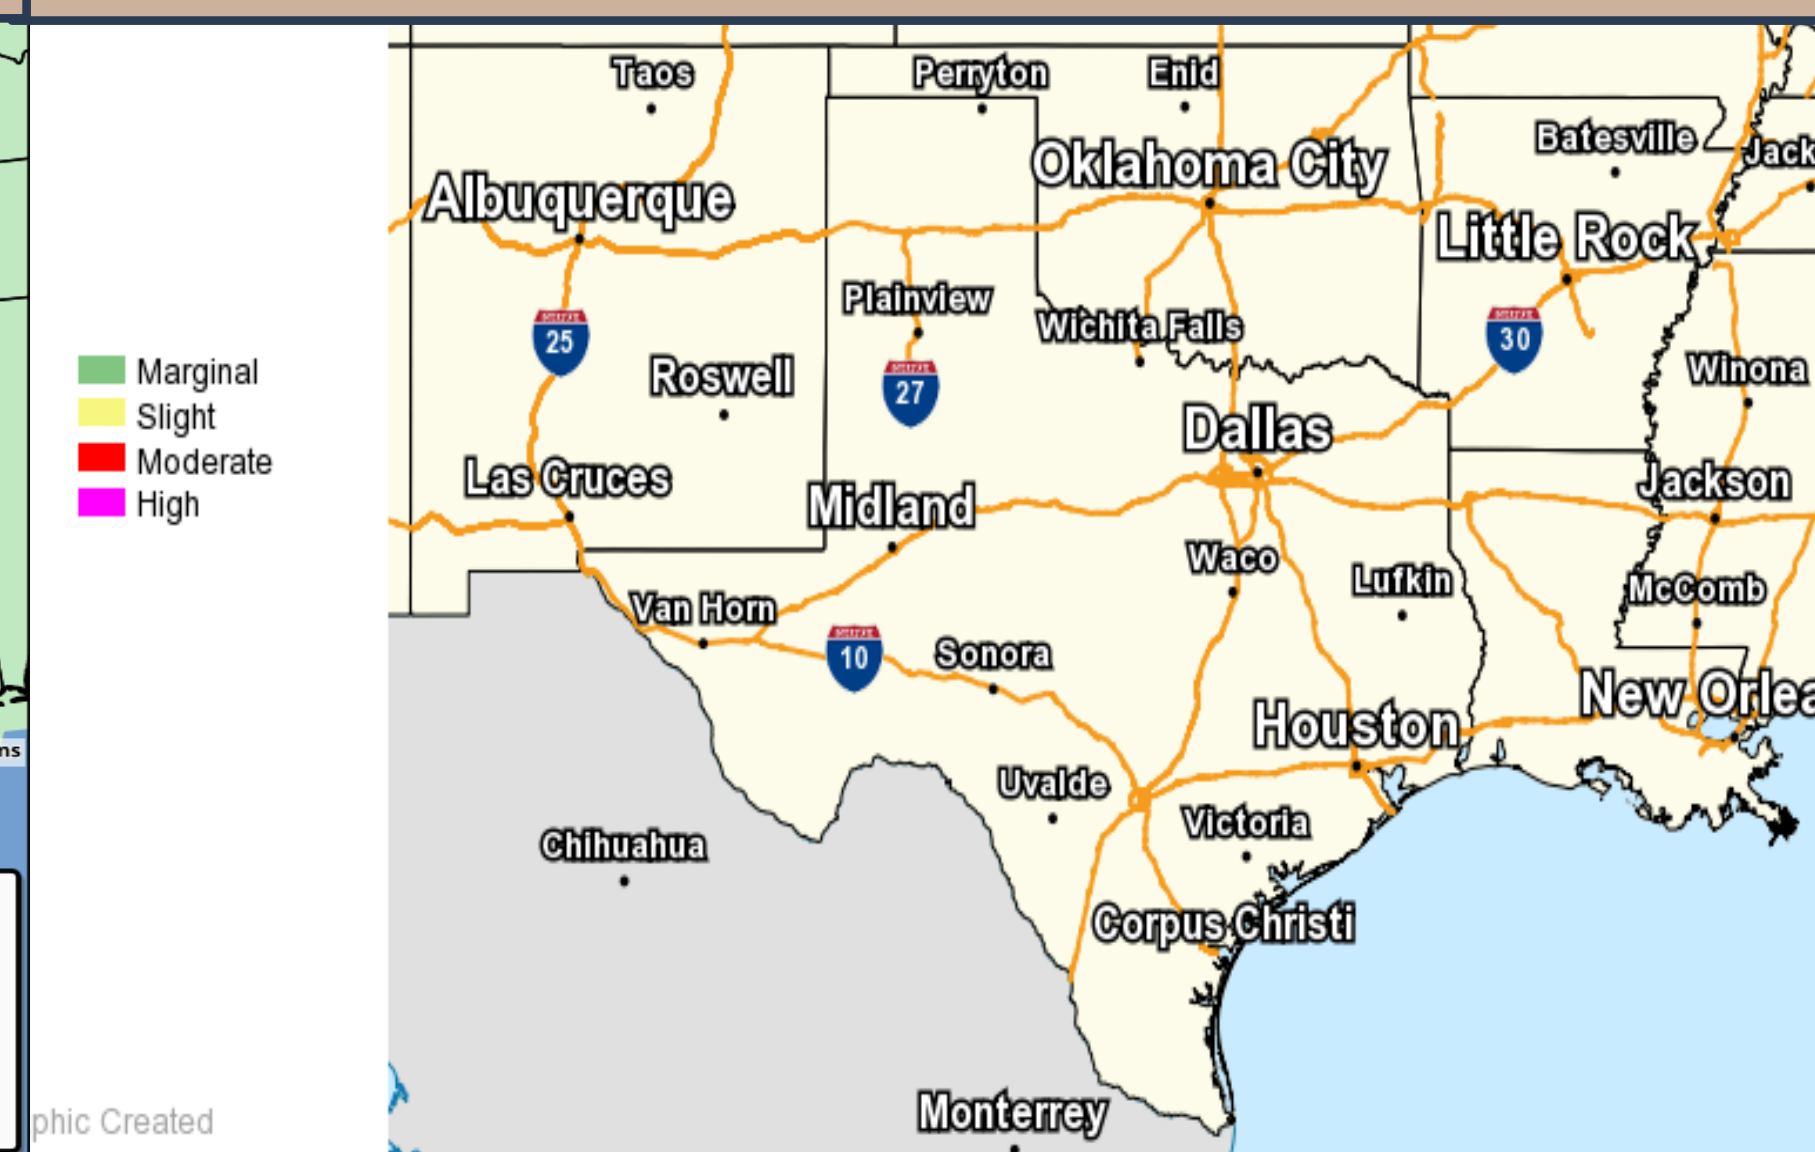 Taos
Perryton
Enid
Batesville
Jack
Oklahoma City
Albuquerque
Little Rock
Plainview
Wichita Falls
25
30
27
Winona
Marginal
Slight
Moderate
High
Roswell
Dallas
Las Cruces
Jackson
Midland
Waco
Lufkin
McComb
Van Horn
10
Sonora
New Orlea
Houston
ns
Uvalde
Victoria
Chihuahua
Corpus Christi
Monterrey
phic Created